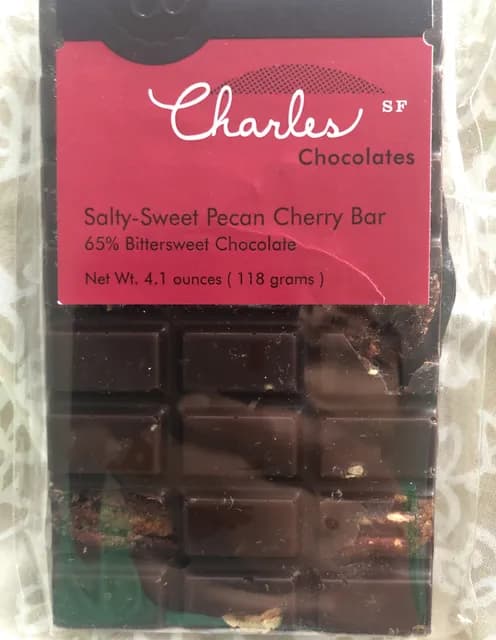 Charles SF
Chocolates
Salty-Sweet Pecan Cherry Bar
65% Bittersweet Chocolate
Net Wt. 4.1 ounces ( 118 grams )